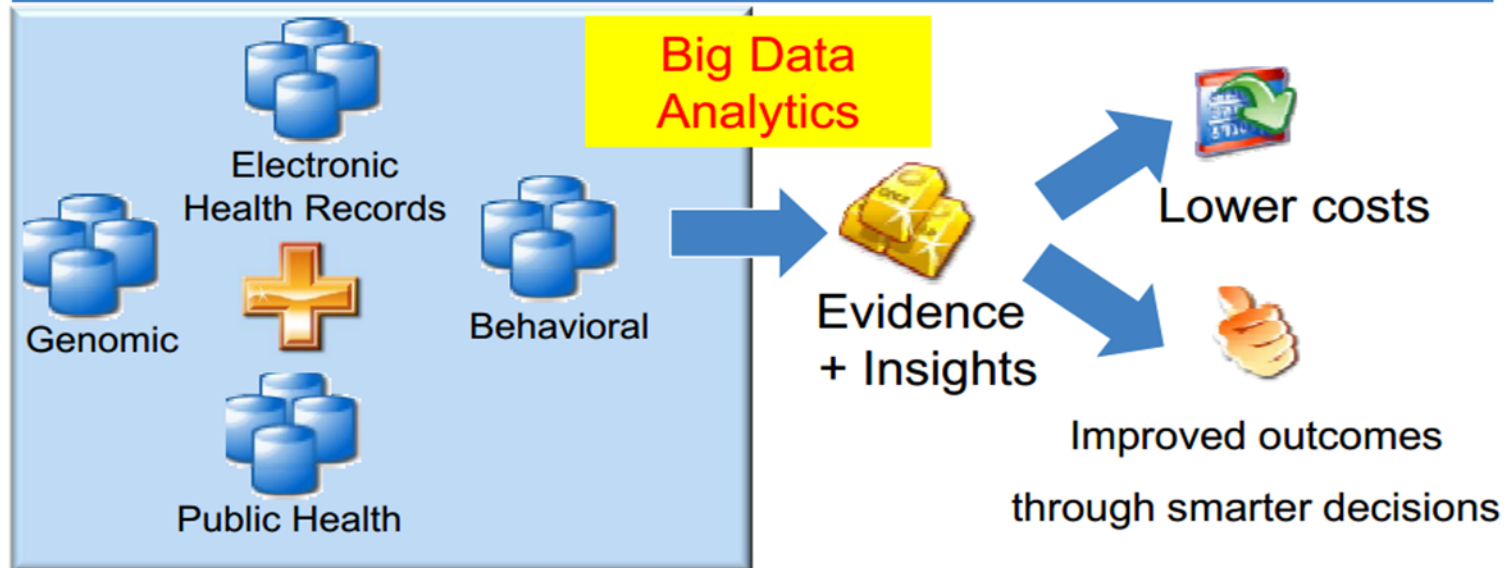 Big Data
Analytics
Electronic
Health Records
Genomic
Behavioral
Public Health
Evidence
+ Insights
Lower costs
Improved outcomes
through smarter decisions